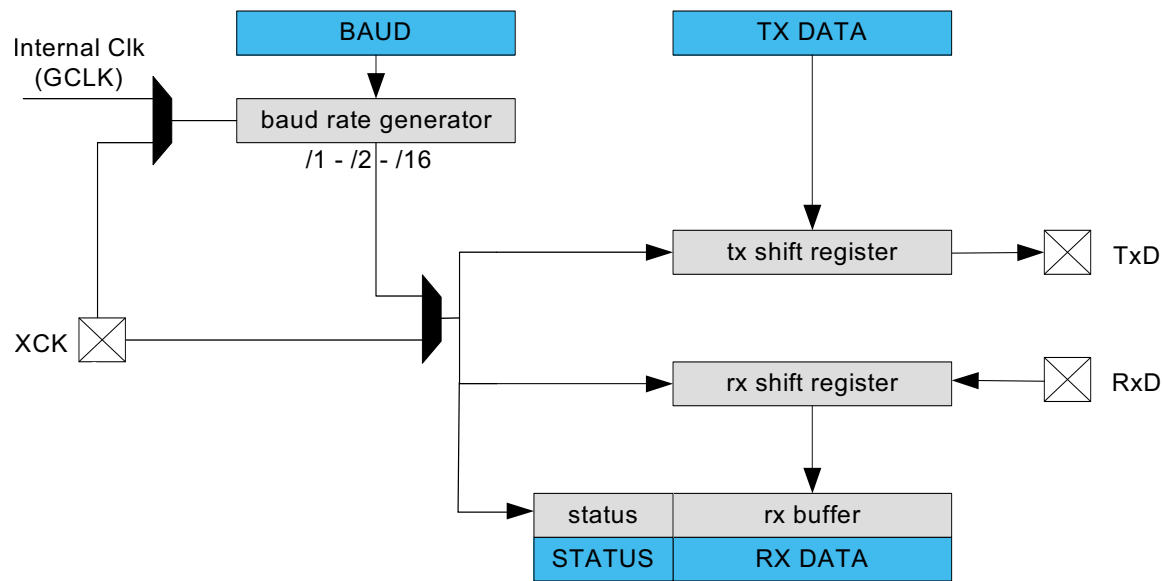 BAUD
TX DATA
Internal Clk
(GCLK)
baud rate generator
/1 - /2 - /16
tx shift register
TxD
XCK
rx shift register
RxD
status
rx buffer
STATUS
RX DATA